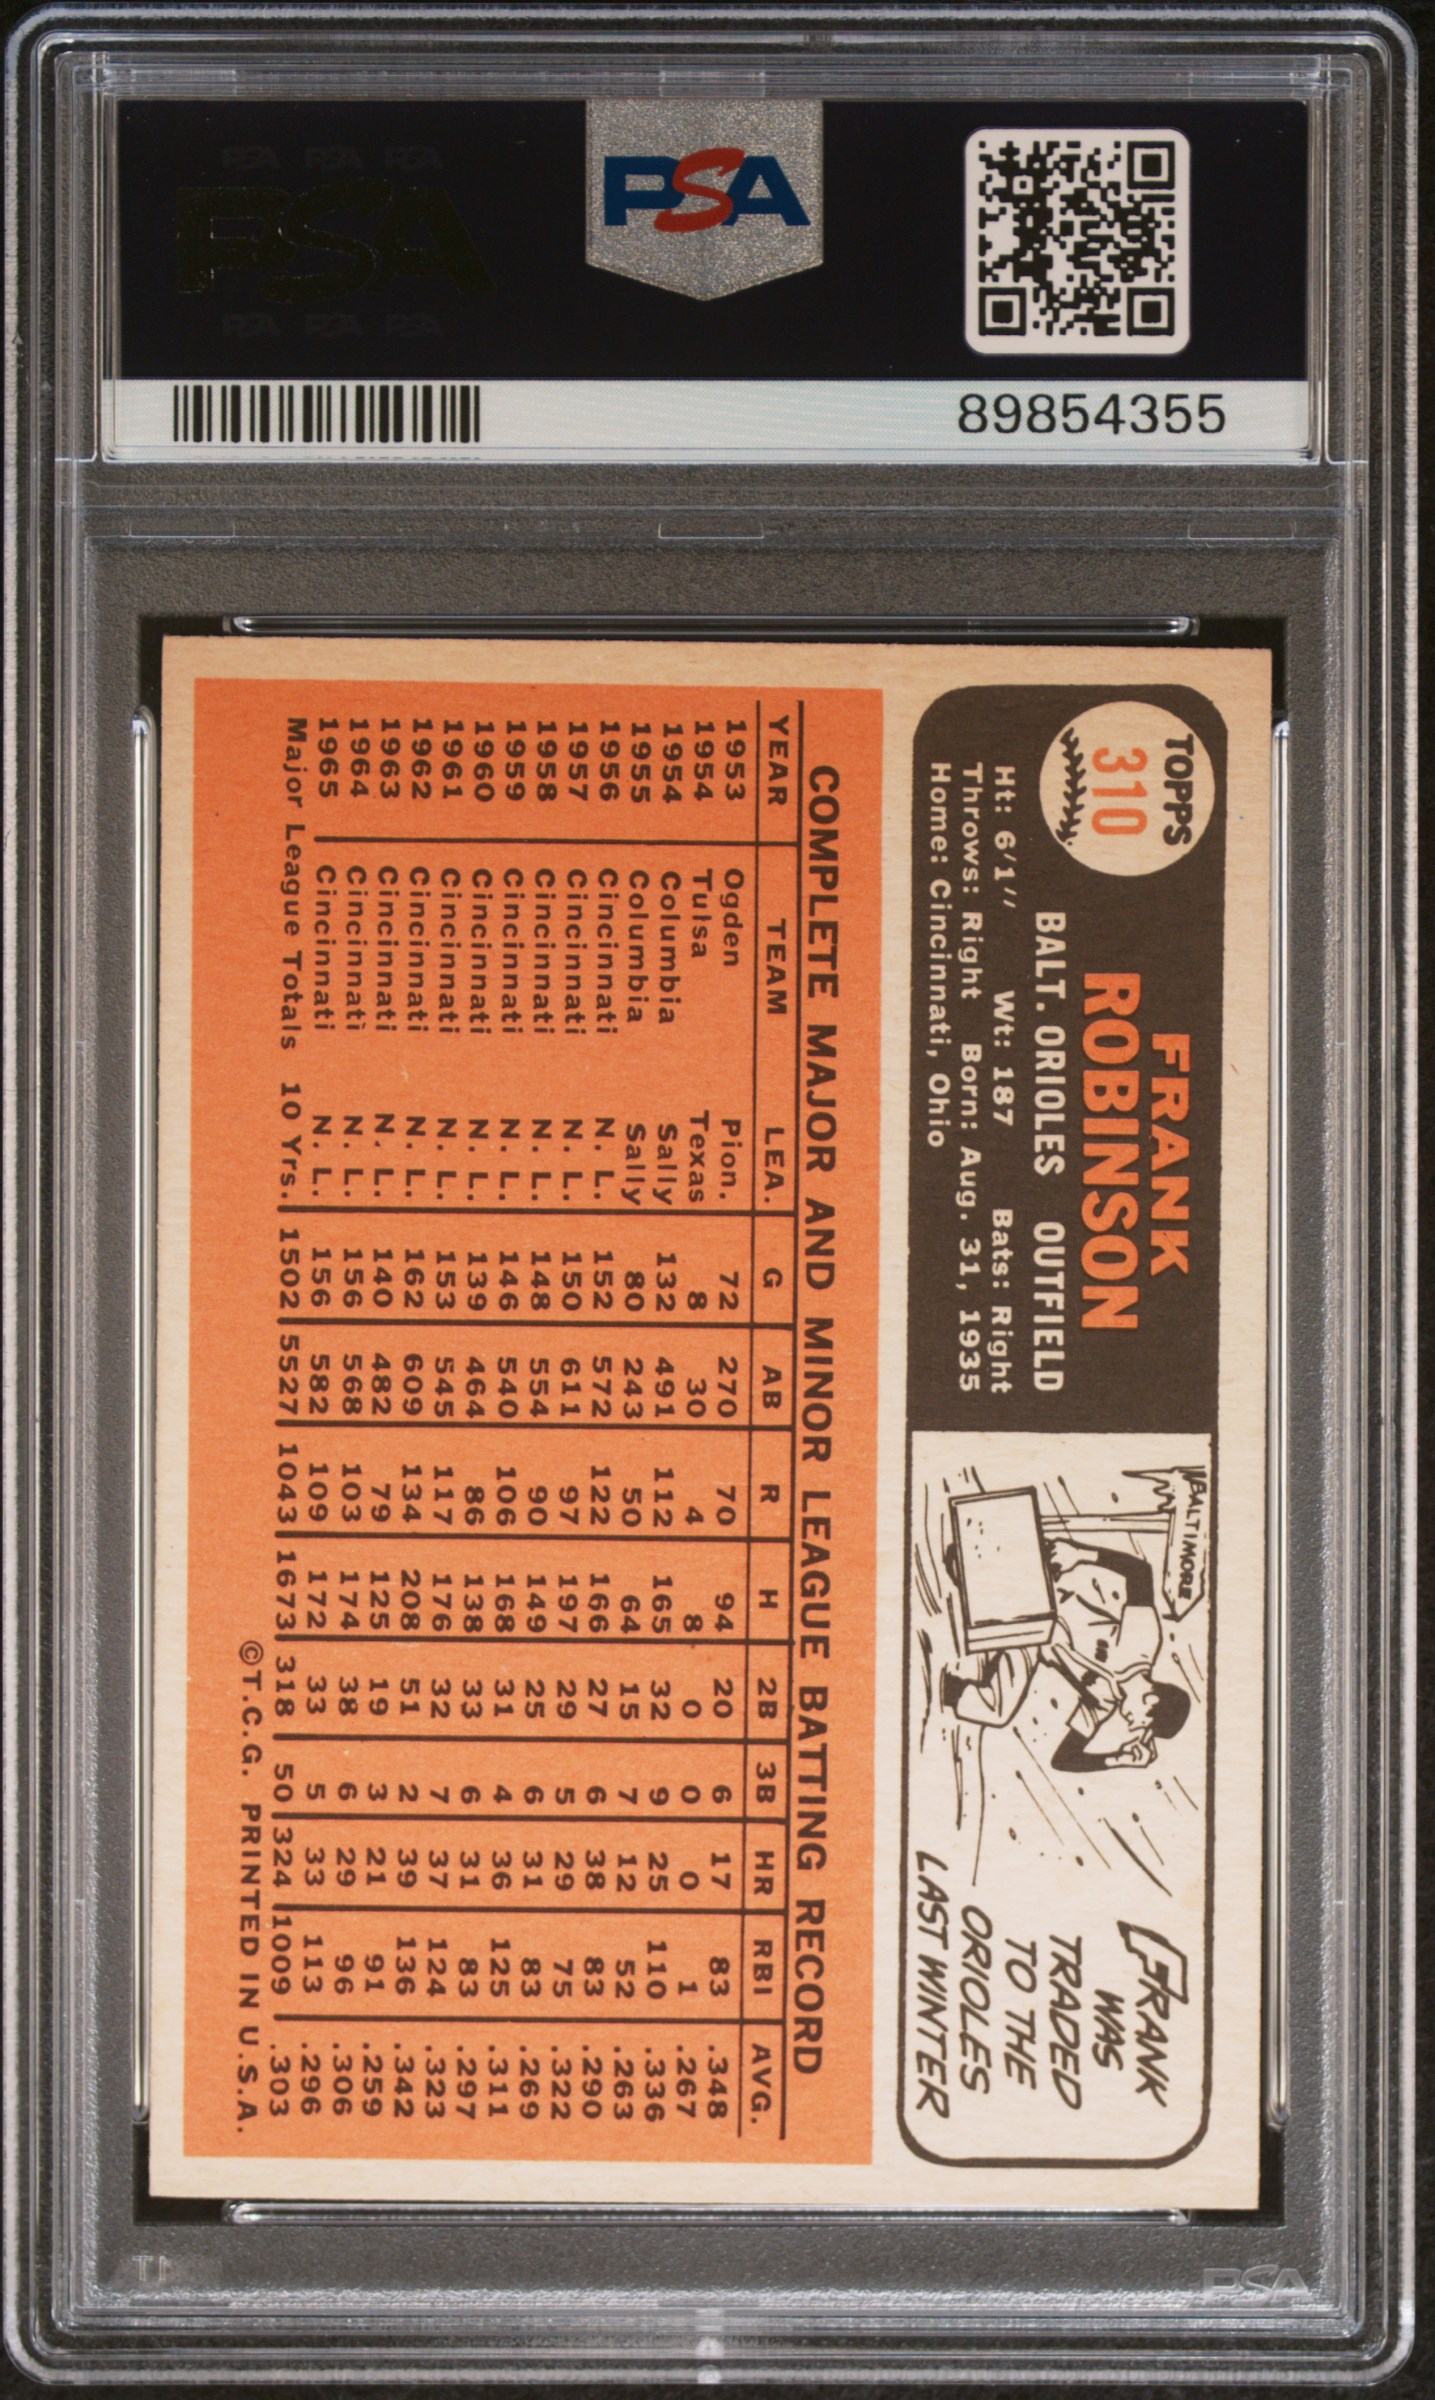 PSA PSA PSA
PSA
PSA PSA PSA
PSA
89854355
TOPPS
310
FRANK
ROBINSON
BALT. ORIOLES OUTFIELD
Ht: 6'1" Wt: 187 Bats: Right
Throws: Right Born: Aug. 31, 1935
Home: Cincinnati, Ohio
BALTIMORE
FRANK
WAS
TRADED
TO THE
ORIOLES
LAST WINTER
COMPLETE MAJOR AND MINOR LEAGUE BATTING RECORD
YEAR TEAM LEA. G AB R H 2B 3B HR RBI AVG.
1953 Ogden Pion. 72 270 70 94 20 6 17 83 .348
1954 Tulsa Texas 8 30 4 8 0 0 0 1 .267
1954 Columbia Sally 132 491 112 165 32 9 25 110 .336
1955 Columbia Sally 80 243 50 64 15 7 12 52 .263
1956 Cincinnati N. L. 152 572 122 166 27 6 38 83 .290
1957 Cincinnati N. L. 150 611 97 197 29 5 29 75 .322
1958 Cincinnati N. L. 148 554 90 149 25 6 31 83 .269
1959 Cincinnati N. L. 146 540 106 168 31 4 36 125 .311
1960 Cincinnati N. L. 139 464 86 138 33 6 31 83 .297
1961 Cincinnati N. L. 153 545 117 176 32 7 37 124 .323
1962 Cincinnati N. L. 162 609 134 208 51 2 39 136 .342
1963 Cincinnati N. L. 140 482 79 125 19 3 21 91 .259
1964 Cincinnati N. L. 156 568 103 174 38 6 29 96 .306
1965 Cincinnati N. L. 156 582 109 172 33 5 33 113 .296
Major League Totals 10 Yrs. 1502 5527 1043 1673 318 50 324 1009 .303
©T.C.G. PRINTED IN U.S.A.
PSA